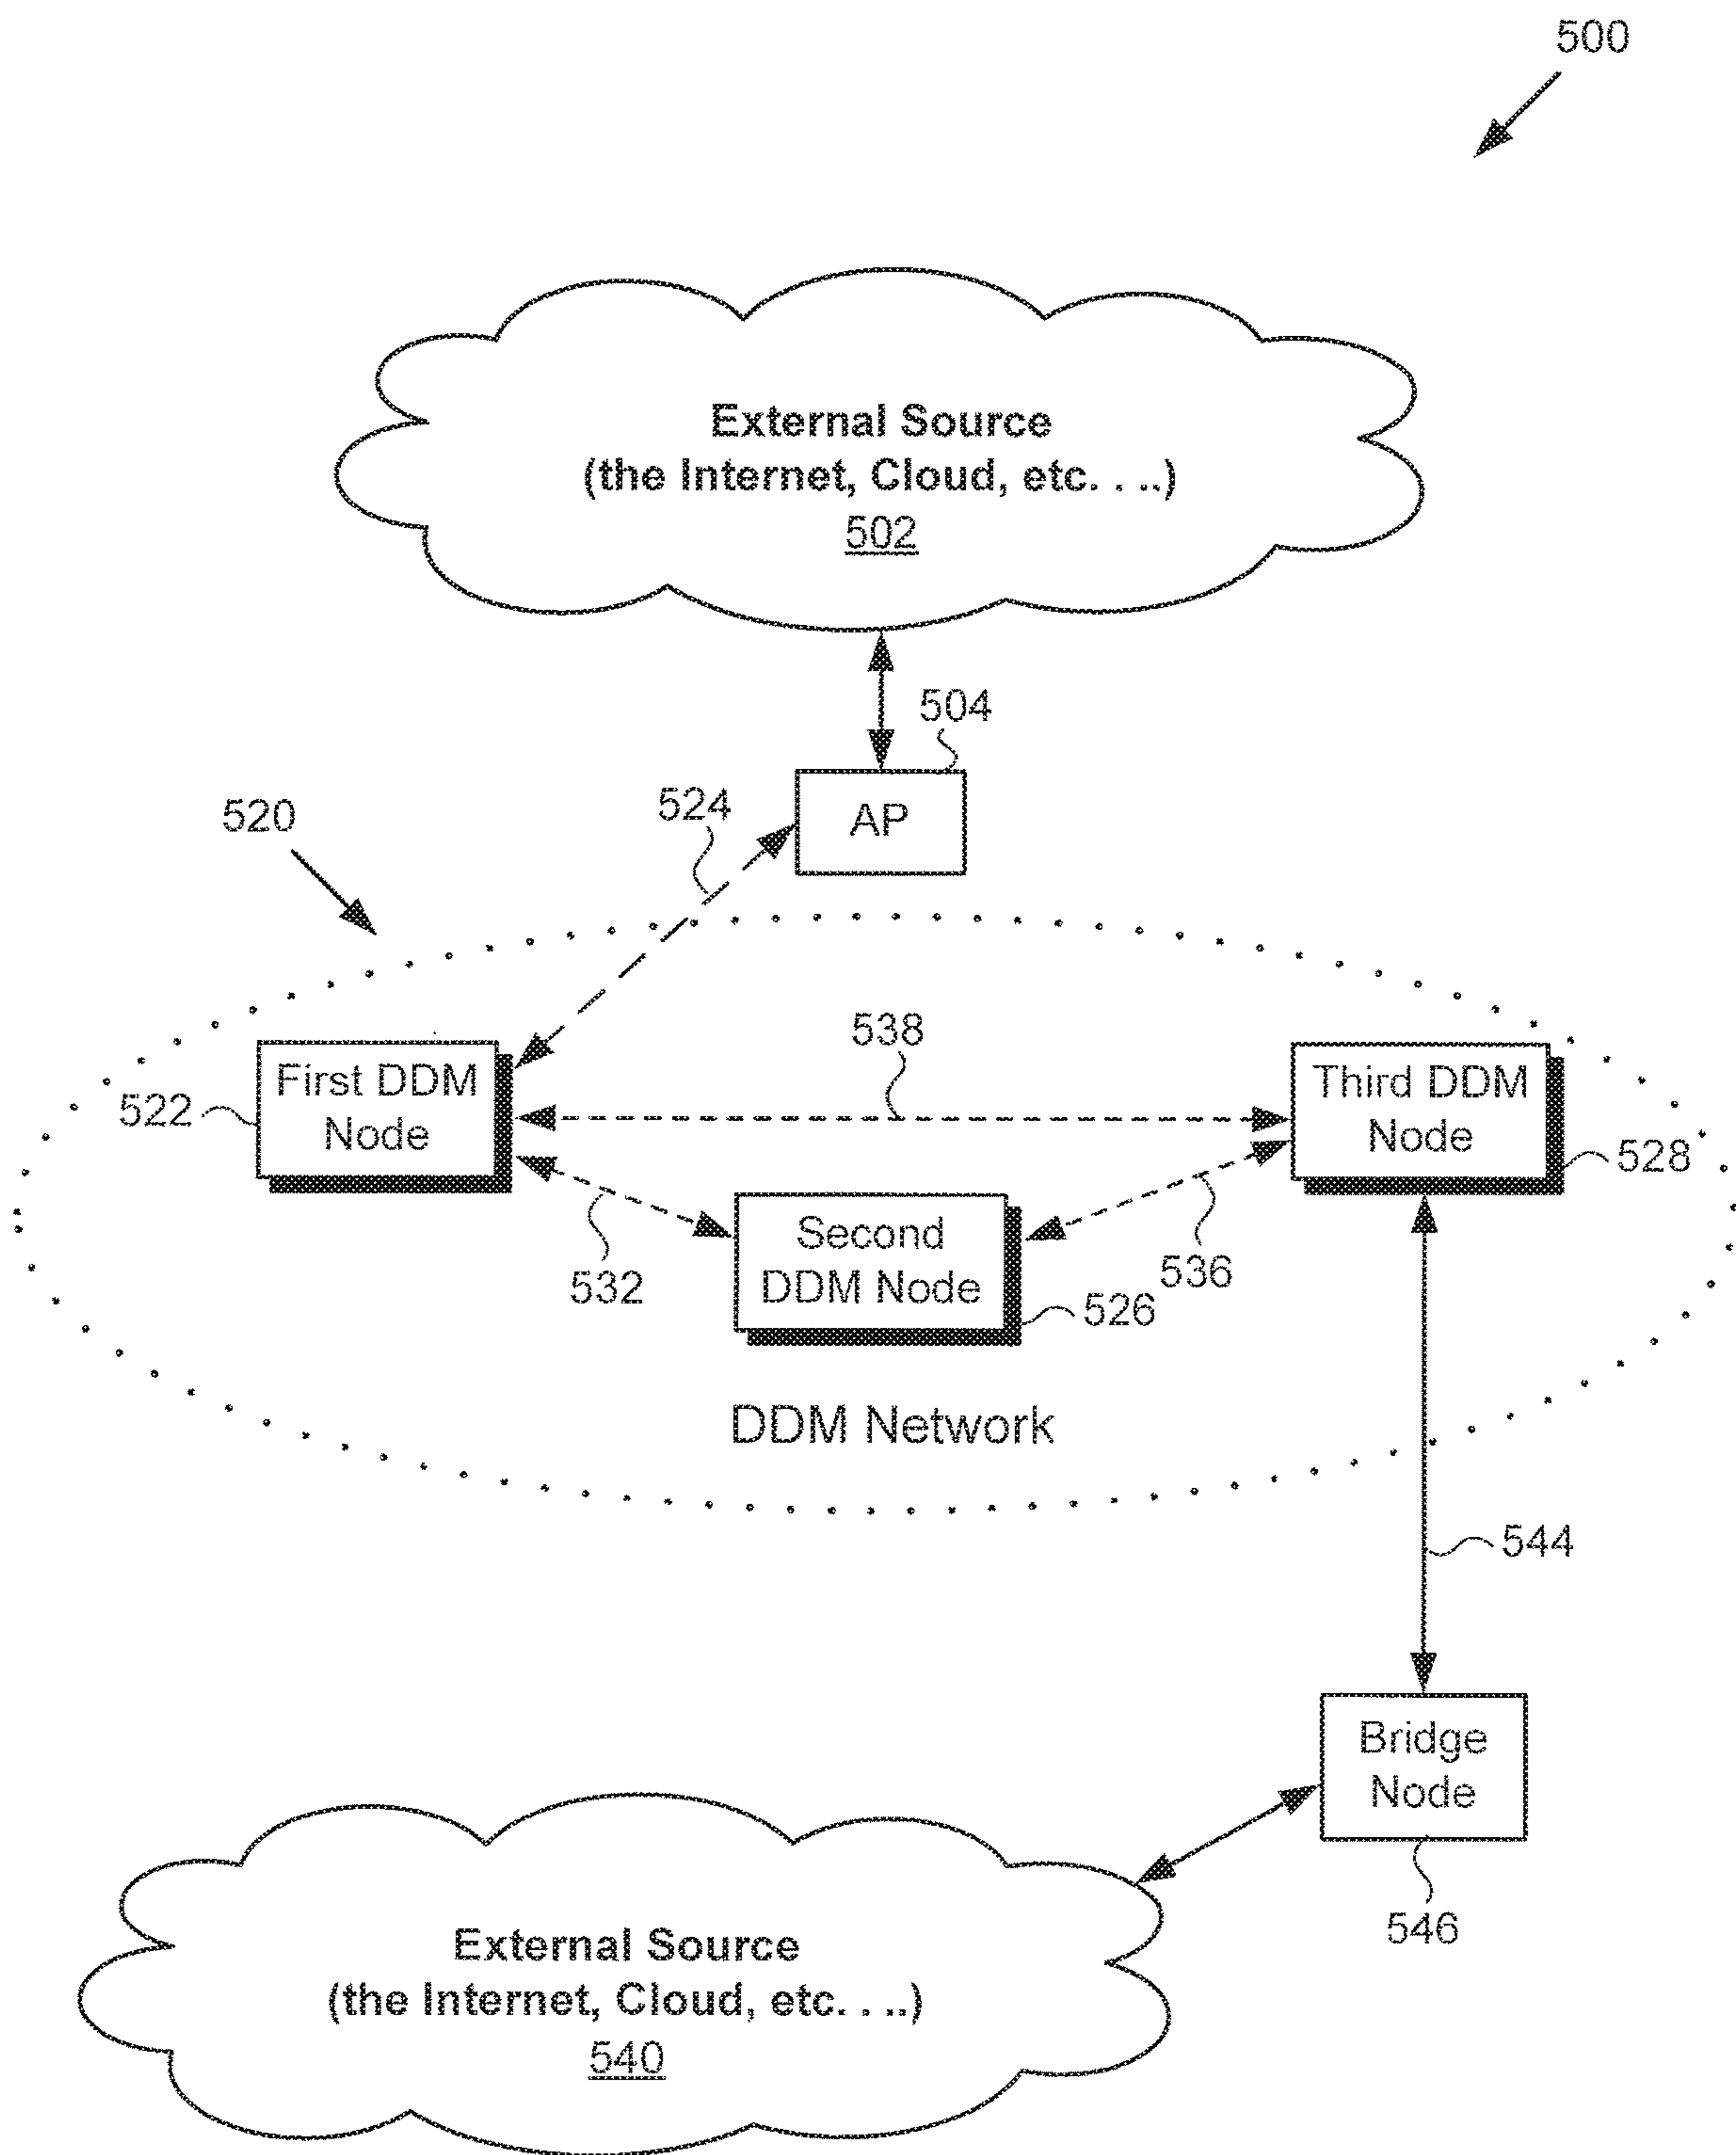 500
External Source
(the Internet, Cloud, etc. . ..)
502
504
AP
524
520
538
First DDM
Node
522
Third DDM
Node
528
532
Second
DDM Node
526
536
DDM Network
544
Bridge
Node
546
External Source
(the Internet, Cloud, etc. . ..)
540